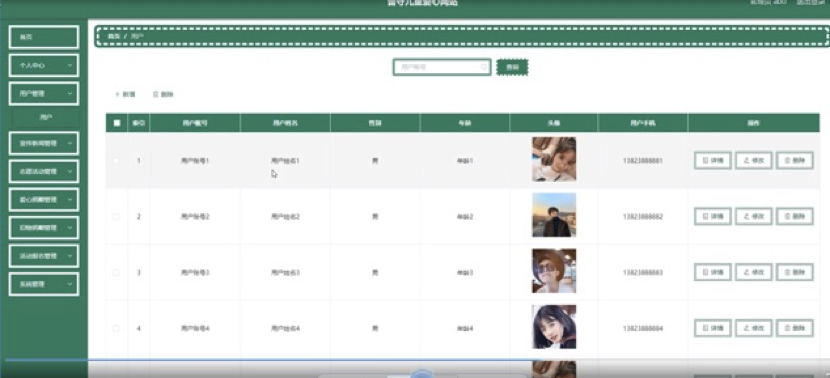 留守儿童爱心网站
首页
个人中心
用户管理
用户
宣传新闻管理
志愿活动管理
爱心捐赠管理
活动报名管理
系统管理
首页 / 用户
用户账号
查询
+ 新增 删除
索引 用户账号 用户姓名 性别 年龄 头像 用户手机 操作
1 用户账号1 用户姓名1 男 年龄1 13823888881 详情 修改 删除
2 用户账号2 用户姓名2 男 年龄2 13823888882 详情 修改 删除
3 用户账号3 用户姓名3 男 年龄3 13823888883 详情 修改 删除
4 用户账号4 用户姓名4 男 年龄4 13823888884 详情 修改 删除